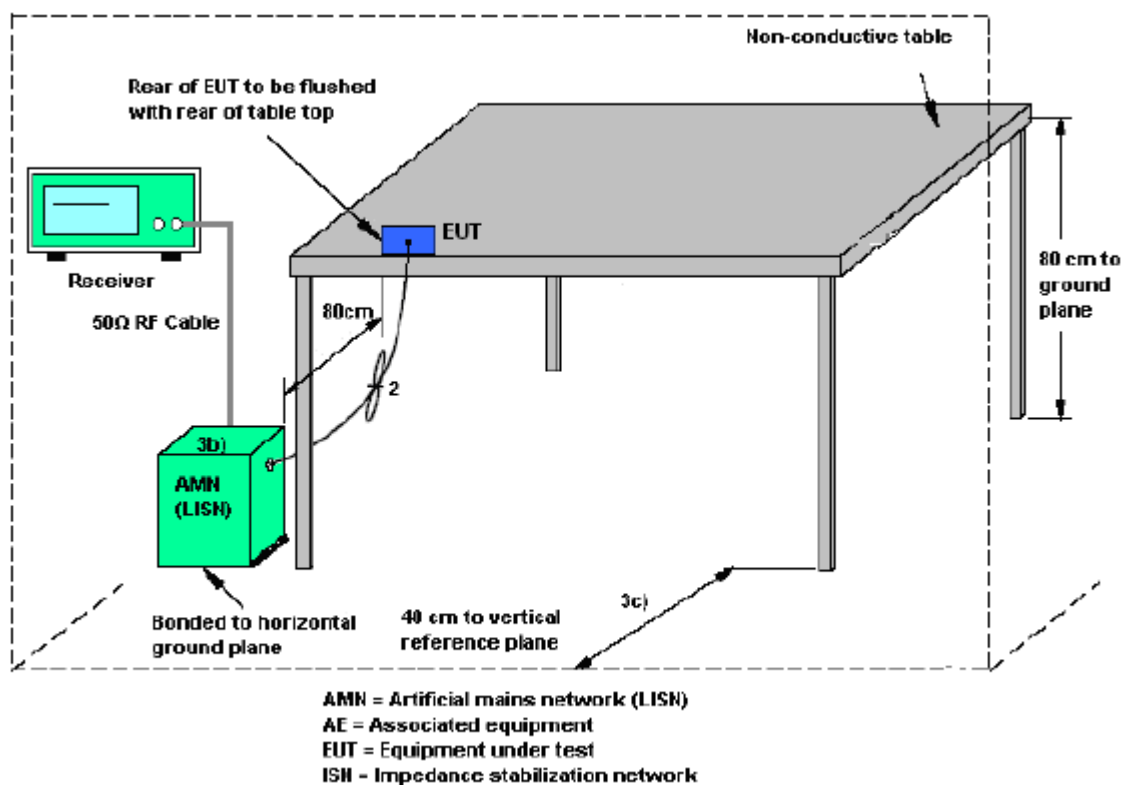 Non-conductive table
Rear of EUT to be flushed
with rear of table top
EUT
Receiver
50Ω RF Cable
80cm
80 cm to
ground
plane
2
3b)
AMN
(LISN)
3c)
Bonded to horizontal
ground plane
40 cm to vertical
reference plane
AMN = Artificial mains network (LISN)
AE = Associated equipment
EUT = Equipment under test
ISN = Impedance stabilization network